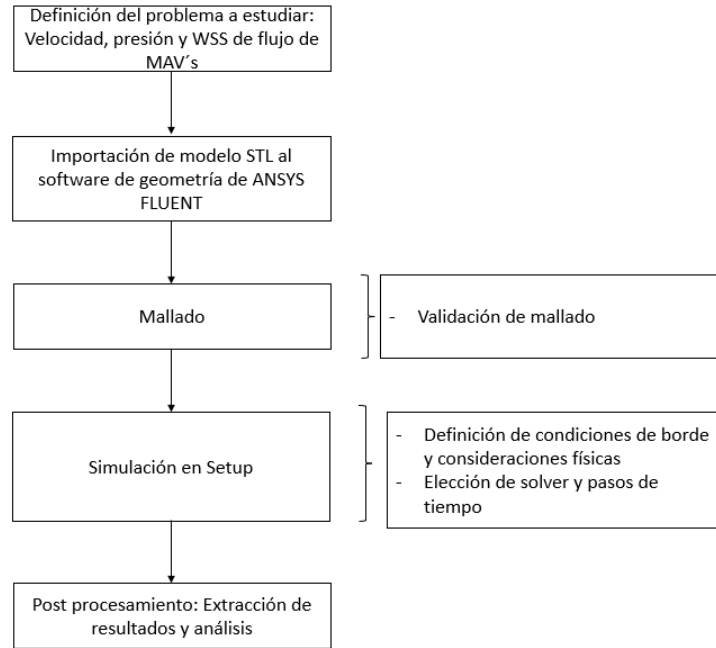 Definición del problema a estudiar:
Velocidad, presión y WSS de flujo de
MAV´s
Importación de modelo STL al
software de geometría de ANSYS
FLUENT
Mallado
- Validación de mallado
Simulación en Setup
- Definición de condiciones de borde
y consideraciones físicas
- Elección de solver y pasos de
tiempo
Post procesamiento: Extracción de
resultados y análisis